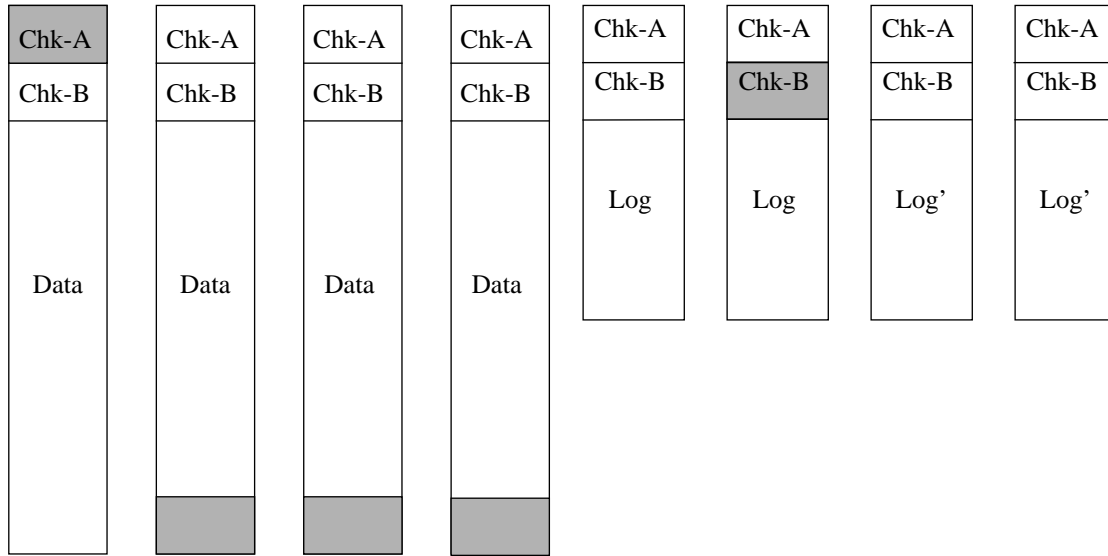 Chk-A Chk-A Chk-A Chk-A Chk-A Chk-A Chk-A Chk-A
Chk-B Chk-B Chk-B Chk-B Chk-B Chk-B Chk-B Chk-B
Log Log Log’ Log’
Data Data Data Data